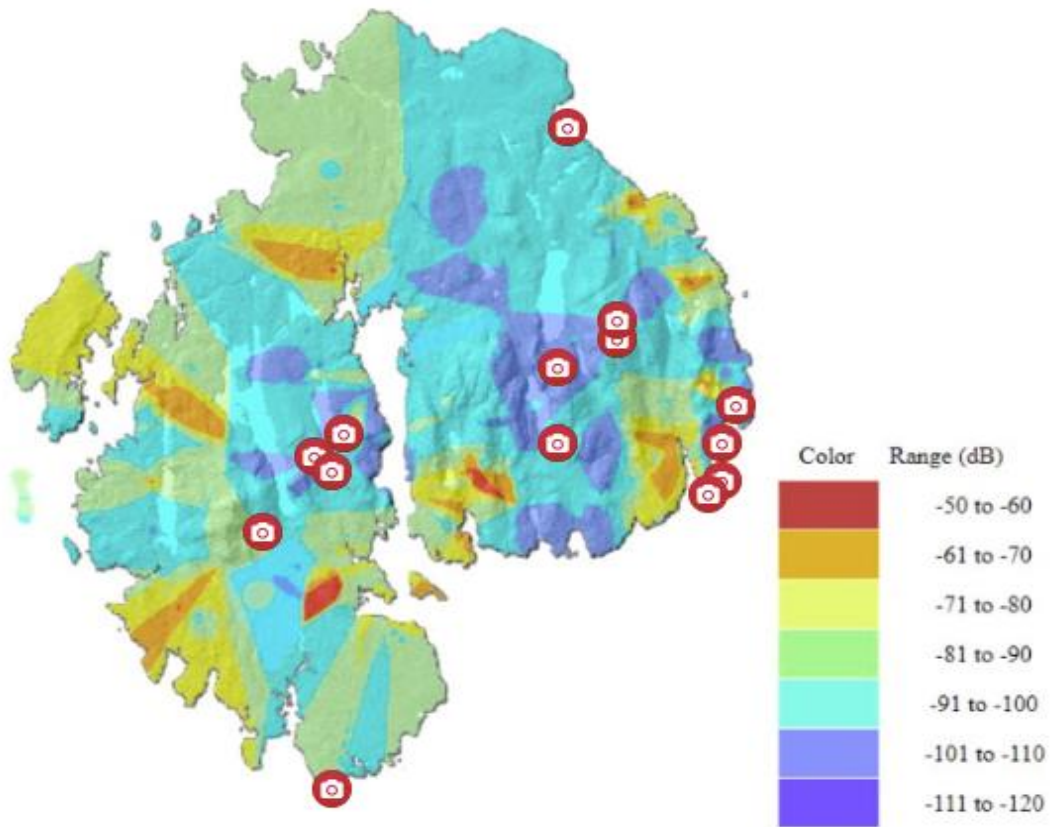 Color Range (dB)
-50 to -60
-61 to -70
-71 to -80
-81 to -90
-91 to -100
-101 to -110
-111 to -120